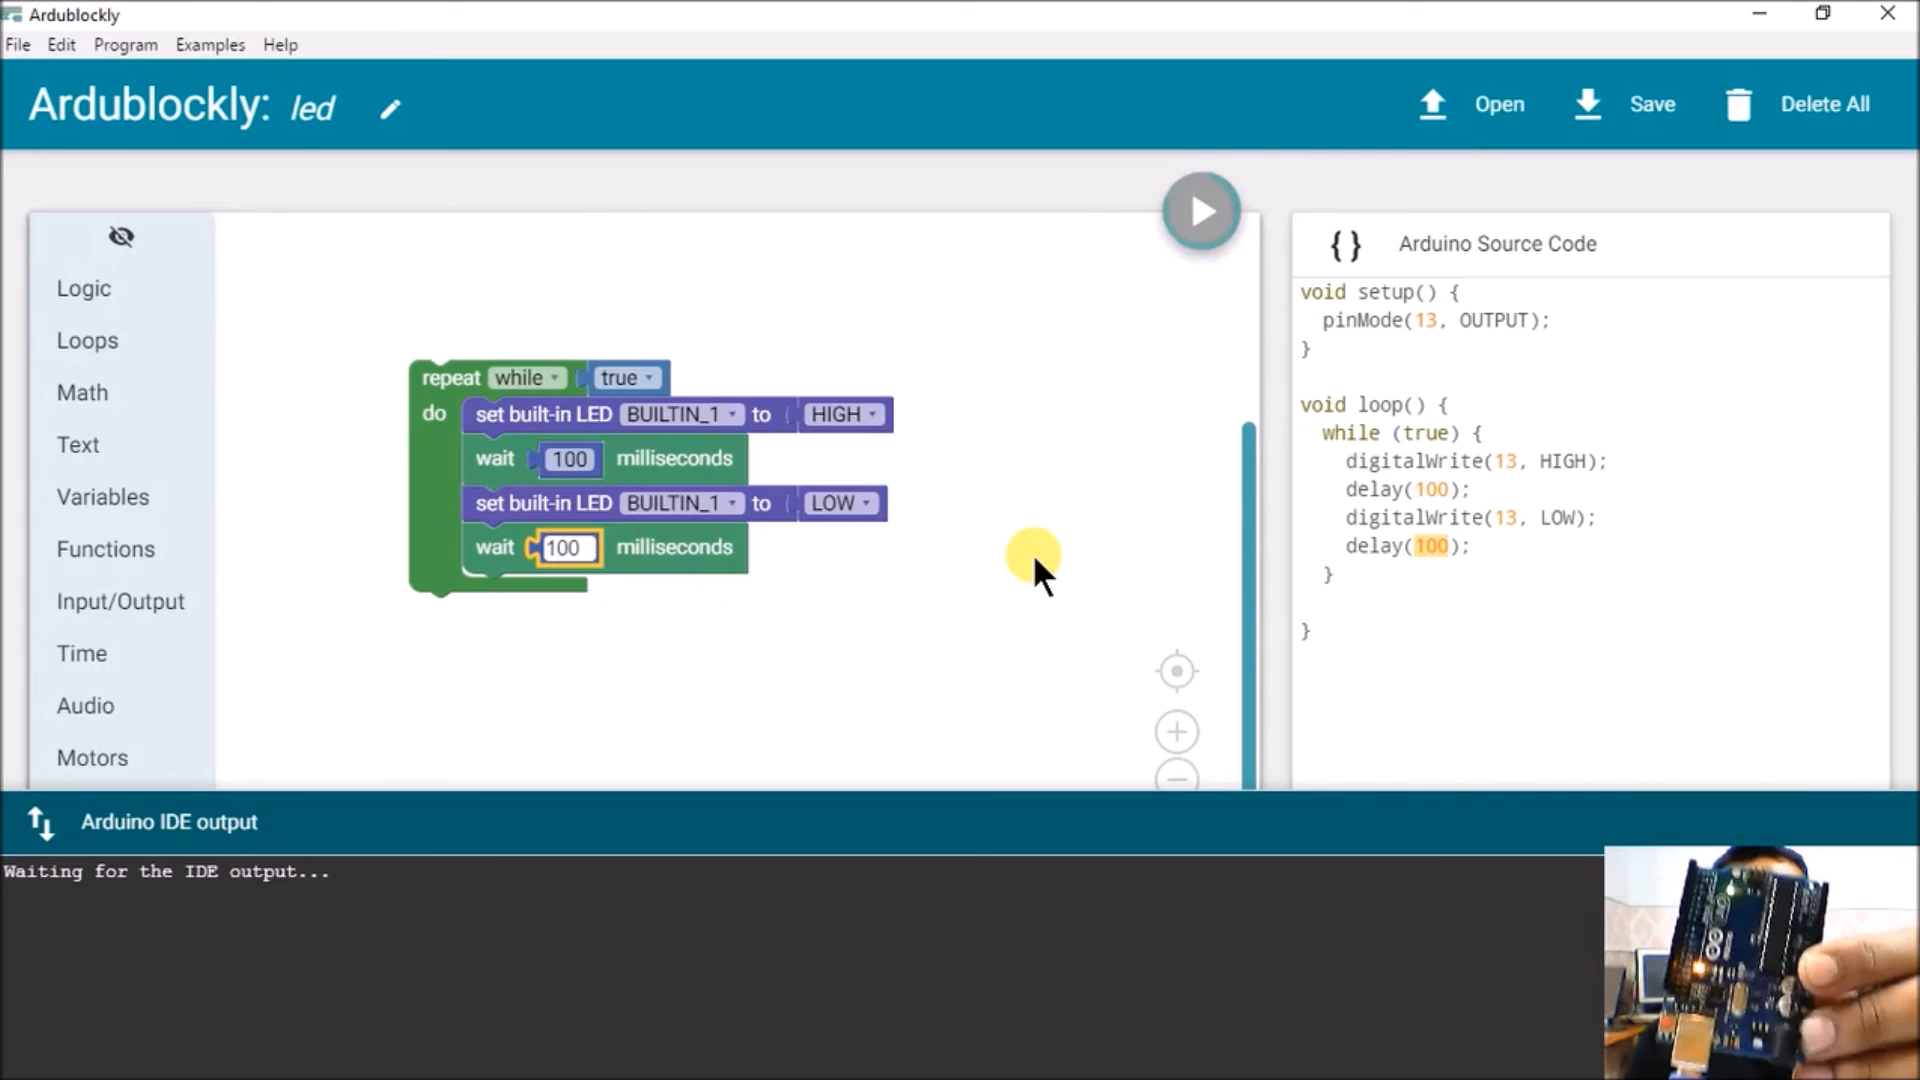 Ardublockly
File Edit Program Examples Help
Ardublockly: led
Open Save Delete All
Logic
Loops
Math
Text
Variables
Functions
Input/Output
Time
Audio
Motors
repeat while true
do set built-in LED BUILTIN_1 to HIGH
wait 100 milliseconds
set built-in LED BUILTIN_1 to LOW
wait 100 milliseconds
{ } Arduino Source Code
void setup() {
pinMode(13, OUTPUT);
}
void loop() {
while (true) {
digitalWrite(13, HIGH);
delay(100);
digitalWrite(13, LOW);
delay(100);
}
}
Arduino IDE output
Waiting for the IDE output...